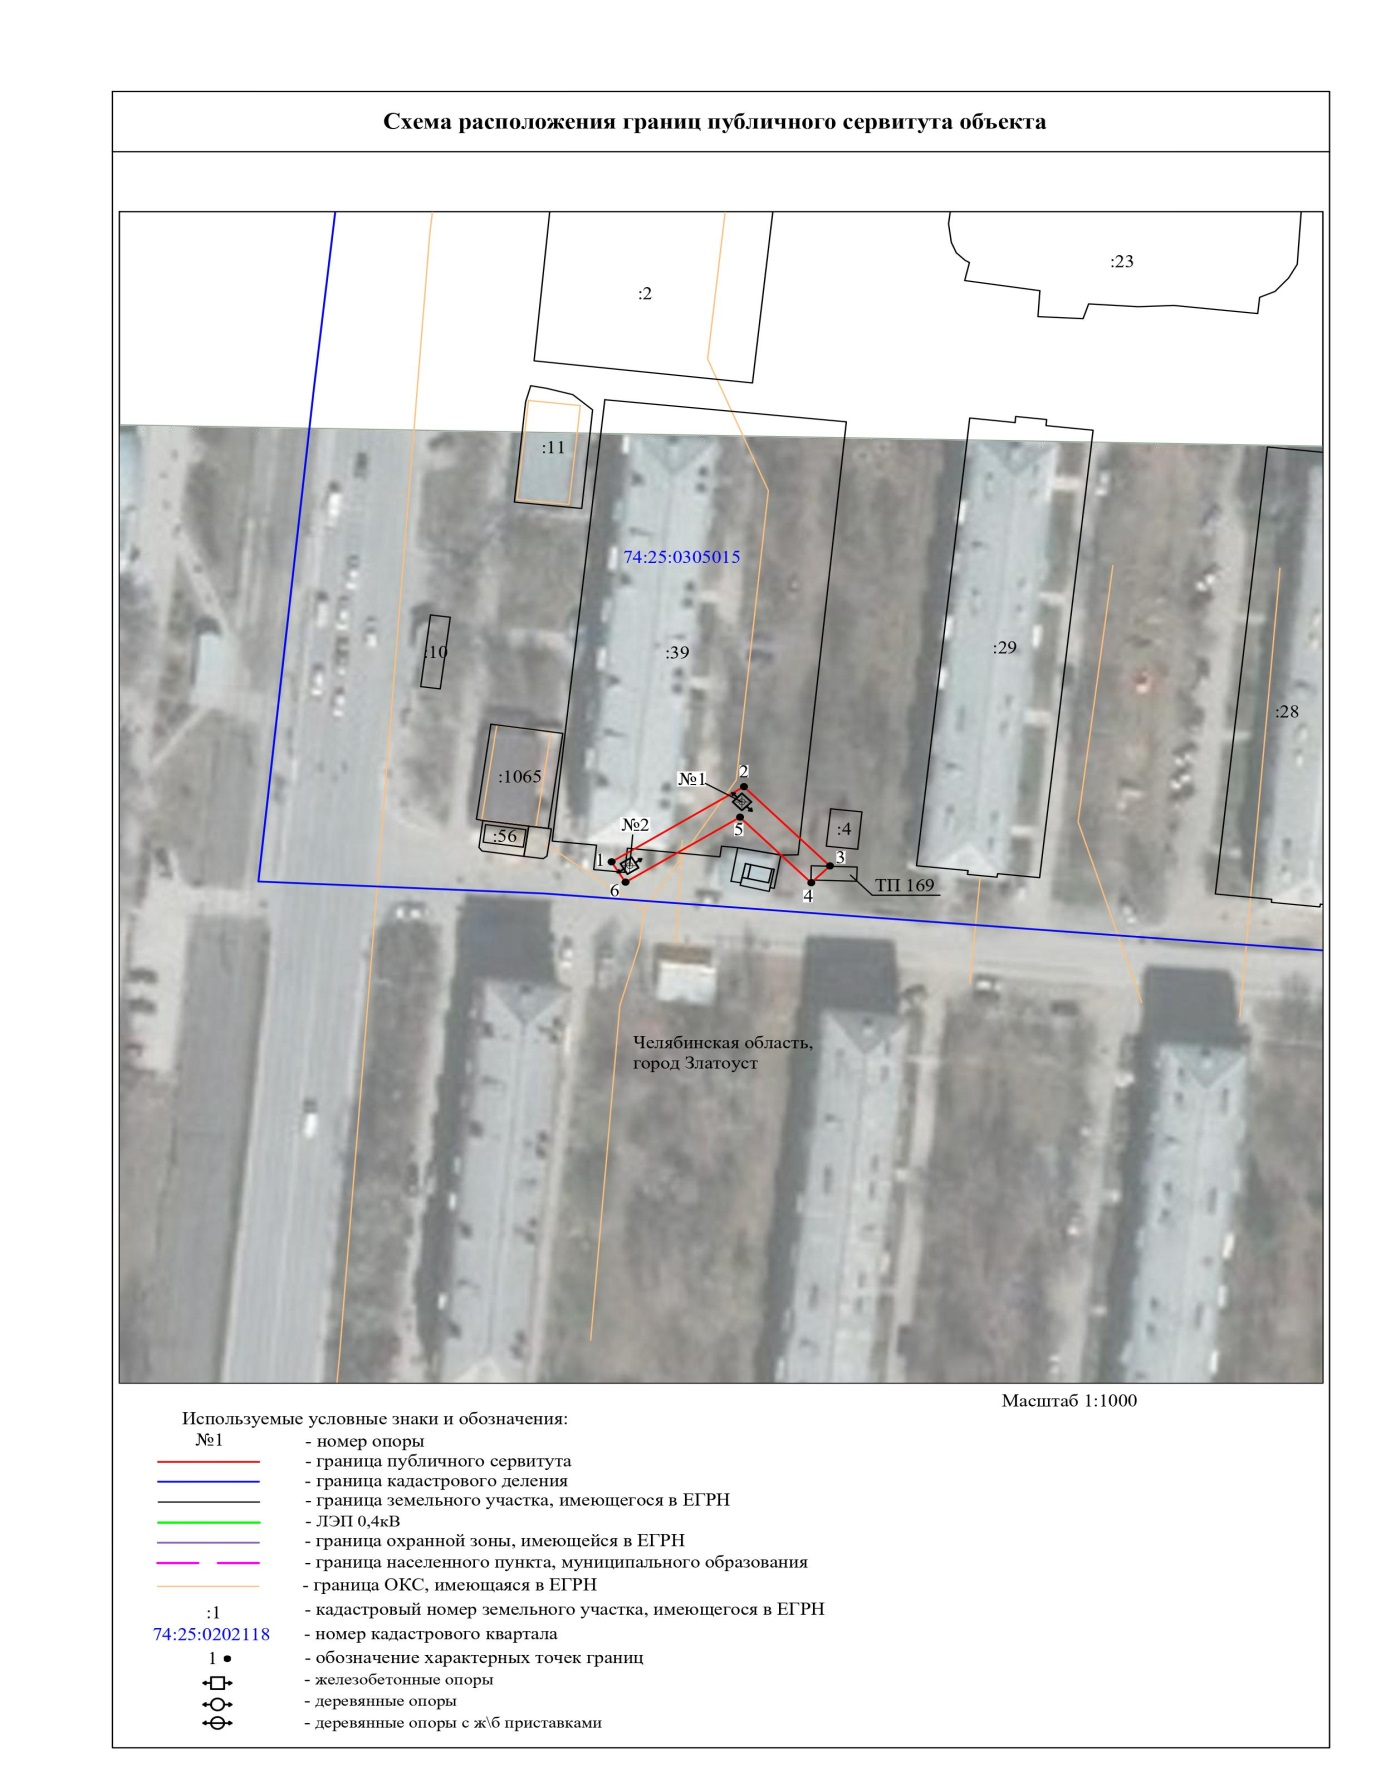 Схема расположения границ публичного сервитута объекта
:23
:2
:11
74:25:0305015
:10
:39
:29
:28
:1065
№1
2
:56
№2
5
:4
1
3
6
4
ТП 169
Челябинская область,
город Златоуст
Масштаб 1:1000
Используемые условные знаки и обозначения:
№1 - номер опоры
- граница публичного сервитута
- граница кадастрового деления
- граница земельного участка, имеющегося в ЕГРН
- ЛЭП 0,4кВ
- граница охранной зоны, имеющейся в ЕГРН
- граница населенного пункта, муниципального образования
- граница ОКС, имеющаяся в ЕГРН
:1 - кадастровый номер земельного участка, имеющегося в ЕГРН
74:25:0202118 - номер кадастрового квартала
1 - обозначение характерных точек границ
- железобетонные опоры
- деревянные опоры
- деревянные опоры с ж\б приставками